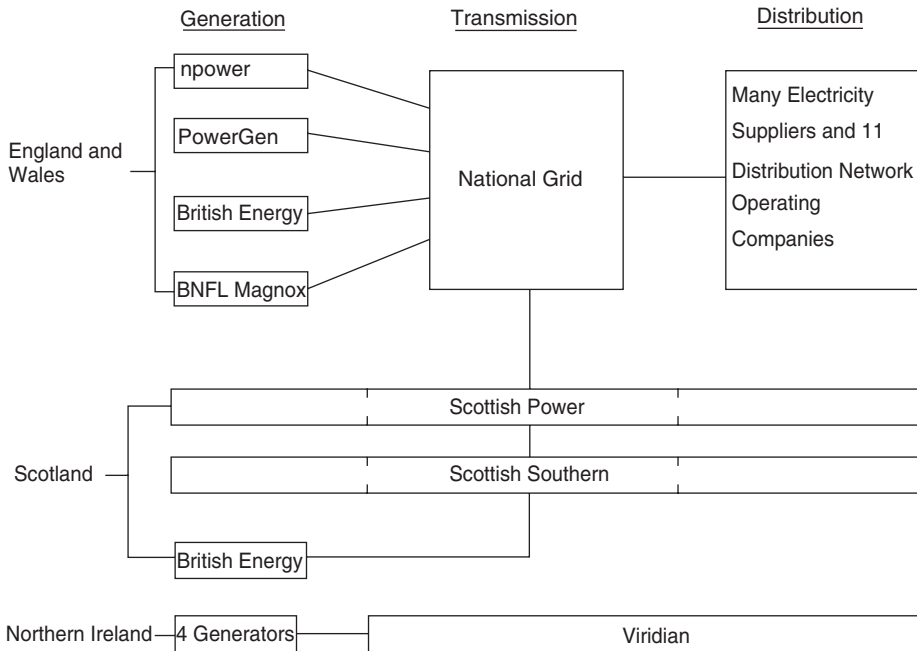 Generation
Transmission
Distribution
England and
Wales
npower
PowerGen
British Energy
BNFL Magnox
National Grid
Many Electricity
Suppliers and 11
Distribution Network
Operating
Companies
Scotland
Scottish Power
Scottish Southern
British Energy
Northern Ireland
4 Generators
Viridian